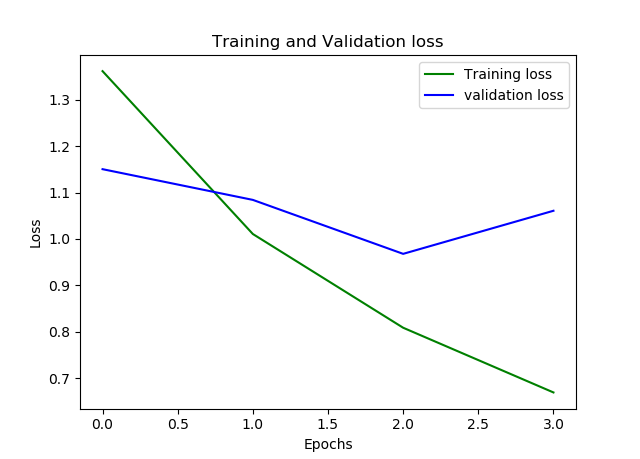 Training and Validation loss
Training loss
validation loss
1.3
1.2
1.1
1.0
0.9
0.8
0.7
Loss
0.0 0.5 1.0 1.5 2.0 2.5 3.0
Epochs